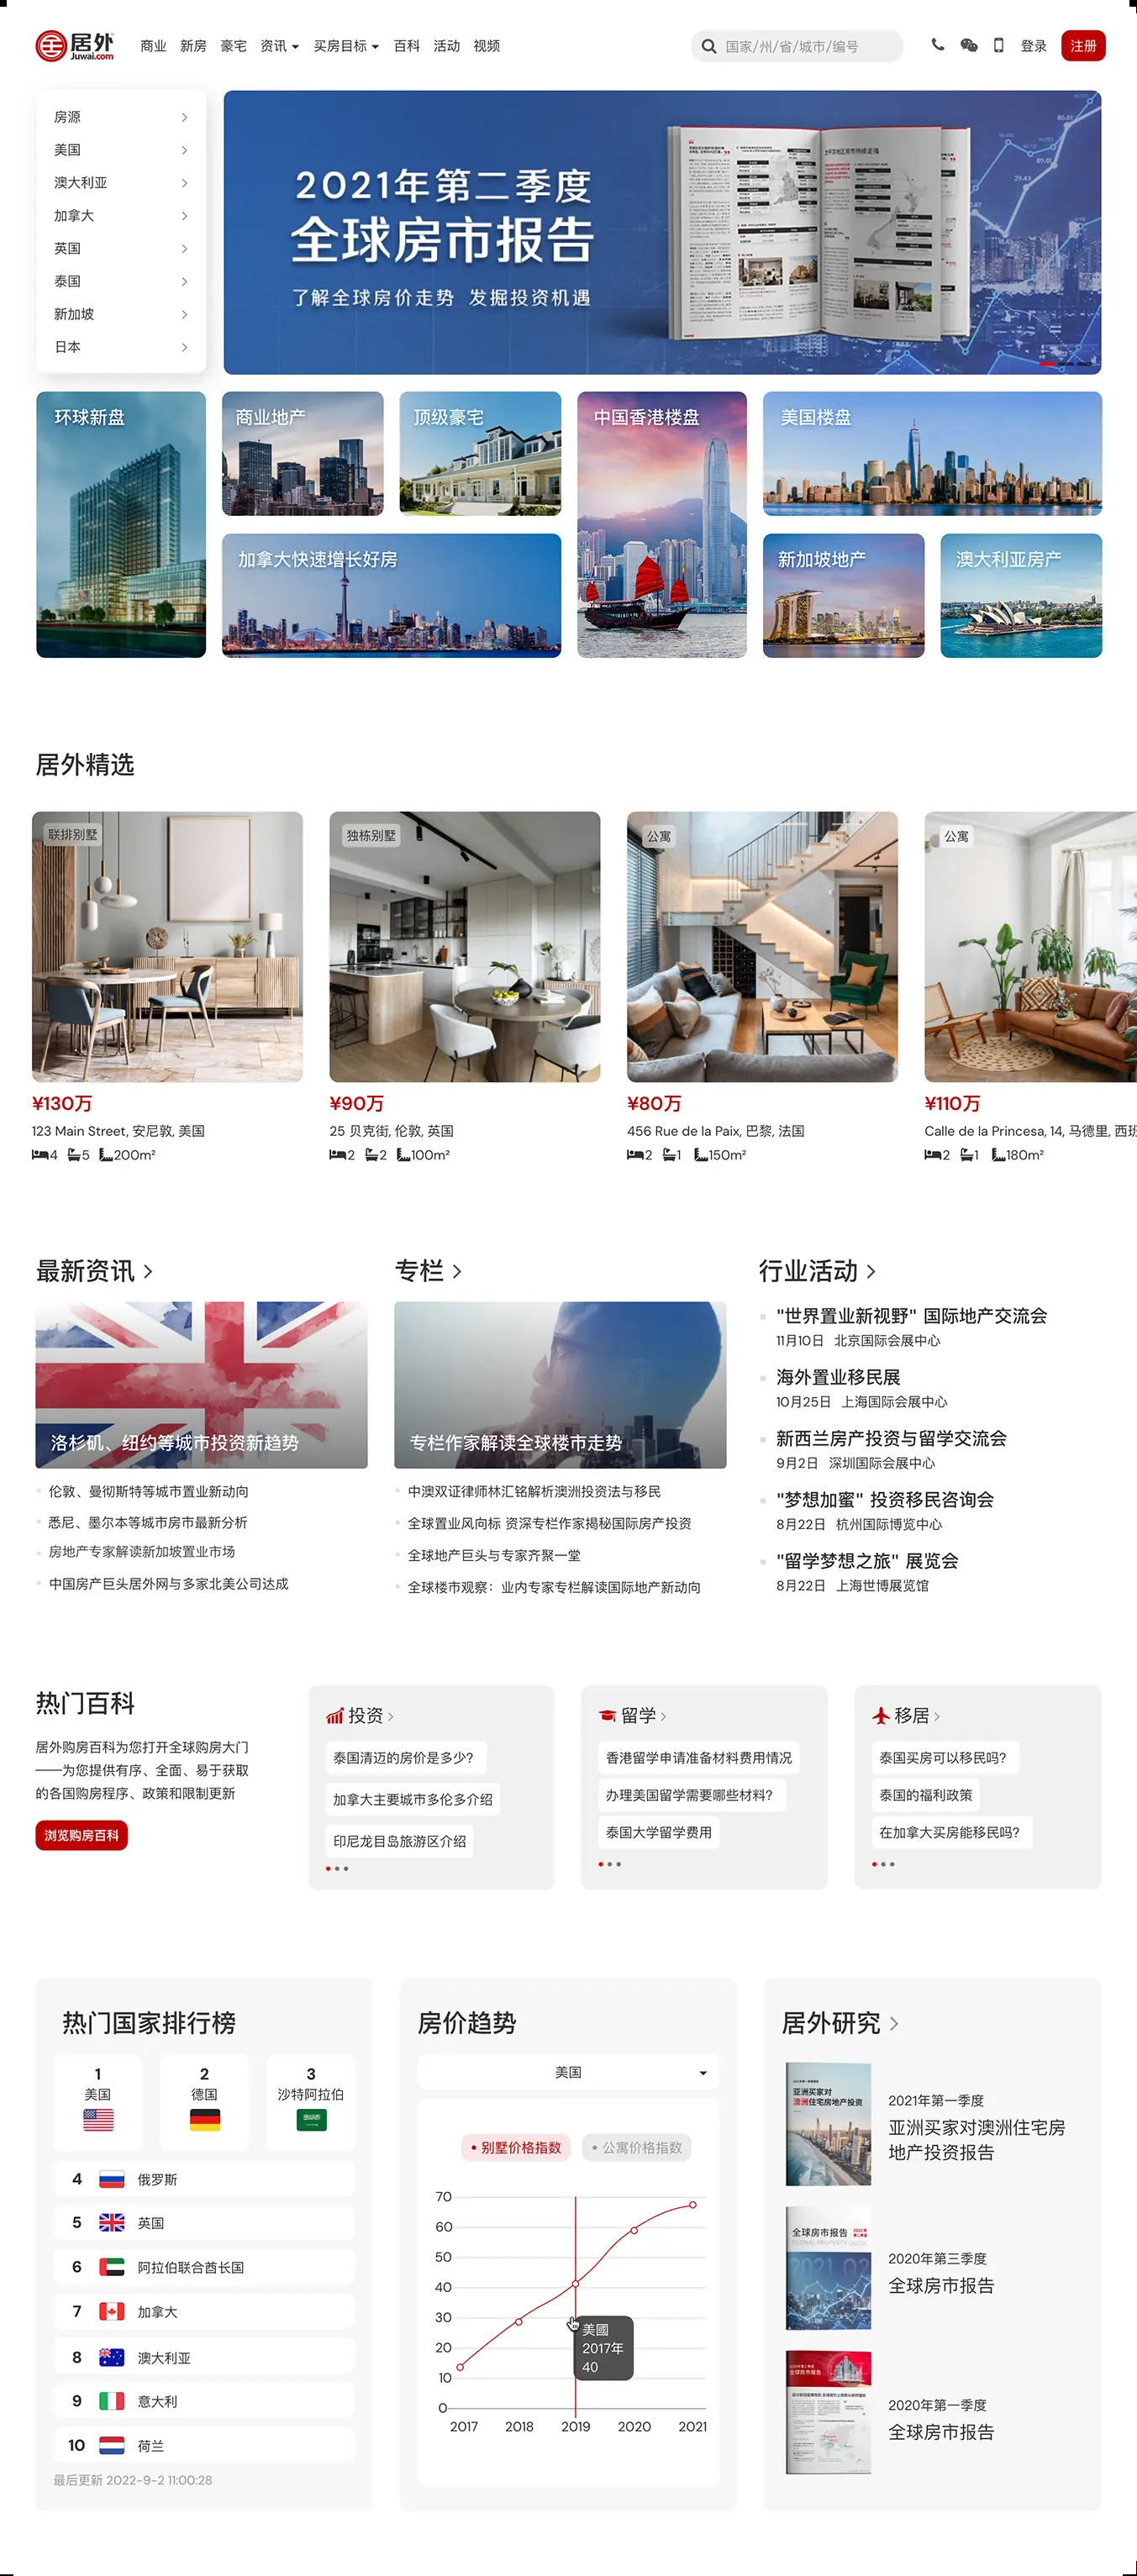 居外
Juwai.com
商业 新房 豪宅 资讯 买房目标 百科 活动 视频
国家/州/省/城市/编号
登录
注册
房源
美国
澳大利亚
加拿大
英国
泰国
新加坡
日本
2021年第二季度
全球房市报告
了解全球房价走势 发掘投资机遇
86.01
89.81
29.43
环球新盘
商业地产
顶级豪宅
中国香港楼盘
美国楼盘
加拿大快速增长好房
新加坡地产
澳大利亚房产
居外精选
联排别墅
独栋别墅
公寓
公寓
¥130万
123 Main Street, 安尼敦, 美国
4 5 200m²
¥90万
25 贝克街, 伦敦, 英国
2 2 100m²
¥80万
456 Rue de la Paix, 巴黎, 法国
2 1 150m²
¥110万
Calle de la Princesa, 14, 马德里, 西班
2 1 180m²
最新资讯
洛杉矶、纽约等城市投资新趋势
伦敦、曼彻斯特等城市置业新动向
悉尼、墨尔本等城市房市最新分析
房地产专家解读新加坡置业市场
中国房产巨头居外网与多家北美公司达成
专栏
专栏作家解读全球楼市走势
中澳双证律师林汇铭解析澳洲投资法与移民
全球置业风向标 资深专栏作家揭秘国际房产投资
全球地产巨头与专家齐聚一堂
全球楼市观察：业内专家专栏解读国际地产新动向
行业活动
"世界置业新视野" 国际地产交流会
11月10日 北京国际会展中心
海外置业移民展
10月25日 上海国际会展中心
新西兰房产投资与留学交流会
9月2日 深圳国际会展中心
"梦想加蜜" 投资移民咨询会
8月22日 杭州国际博览中心
"留学梦想之旅" 展览会
8月22日 上海世博展览馆
热门百科
居外购房百科为您打开全球购房大门
——为您提供有序、全面、易于获取
的各国购房程序、政策和限制更新
浏览购房百科
投资
泰国清迈的房价是多少?
加拿大主要城市多伦多介绍
印尼龙目岛旅游区介绍
留学
香港留学申请准备材料费用情况
办理美国留学需要哪些材料?
泰国大学留学费用
移居
泰国买房可以移民吗?
泰国的福利政策
在加拿大买房能移民吗?
热门国家排行榜
1
美国
2
德国
3
沙特阿拉伯
4 俄罗斯
5 英国
6 阿拉伯联合酋长国
7 加拿大
8 澳大利亚
9 意大利
10 荷兰
最后更新 2022-9-2 11:00:28
房价趋势
美国
别墅价格指数
公寓价格指数
70
60
50
40
30
20
10
0
2017 2018 2019 2020 2021
美國
2017年
40
居外研究
亚洲买家对
澳洲住宅房地产投资
2021年第一季度
亚洲买家对澳洲住宅房
地产投资报告
全球房市报告
GLOBAL PROPERTY GUIDE
2020年第三季度
全球房市报告
全球房市报告
2020年第一季度
全球房市报告